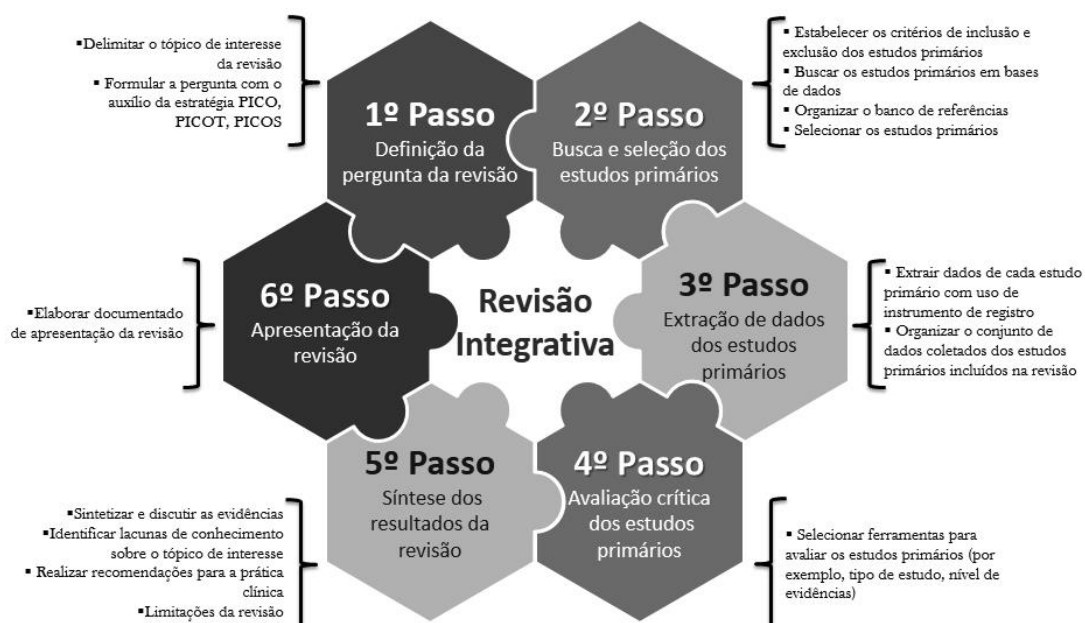 ▪Delimitar o tópico de interesse
da revisão
▪ Formular a pergunta com o
auxílio da estratégia PICO,
PICOT, PICOS
1º Passo
Definição da
pergunta da revisão
2º Passo
Busca e seleção dos
estudos primários
▪ Estabelecer os critérios de inclusão e
exclusão dos estudos primários
▪ Buscar os estudos primários em bases
de dados
▪ Organizar o banco de referências
▪ Selecionar os estudos primários
▪Elaborar documentado
de apresentação da revisão
6º Passo
Apresentação da
revisão
Revisão
Integrativa
3º Passo
Extração de dados
dos estudos
primários
▪ Extrair dados de cada estudo
primário com uso de
instrumento de registro
▪ Organizar o conjunto de
dados coletados dos estudos
primários incluídos na revisão
▪Sintetizar e discutir as evidências
▪Identificar lacunas de conhecimento
sobre o tópico de interesse
▪ Realizar recomendações para a prática
clínica
▪Limitações da revisão
5º Passo
Síntese dos
resultados da
revisão
4º Passo
Avaliação crítica
dos estudos
primários
▪ Selecionar ferramentas para
avaliar os estudos primários (por
exemplo, tipo de estudo, nível de
evidências)